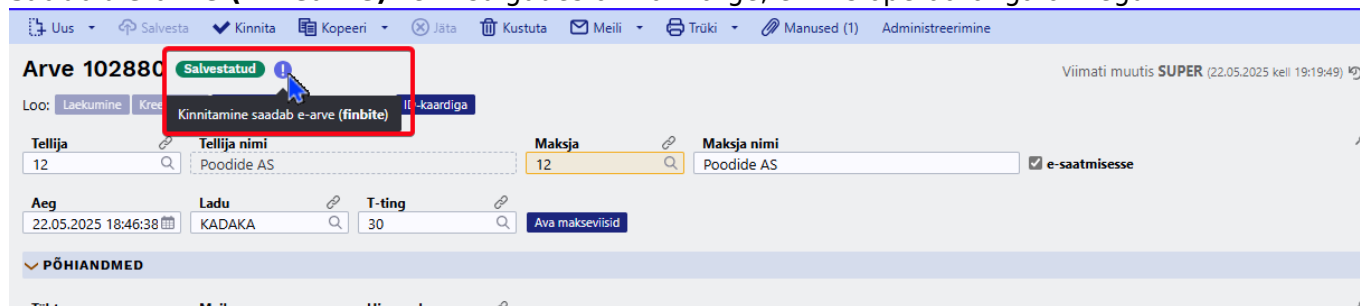 Uus Salvesta Kinnita Kopeeri Jäta Kustuta Meili Trüki Manused (1) Administreerimine
Arve 102880 Salvestatud Viimati muutis SUPER (22.05.2025 kell 19:19:49)
Loo: Laekumine ID-kaardiga
Kinnitamine saadab e-arve (finbite)
Tellija Tellija nimi Maksja Maksja nimi
12 Poodide AS 12 Poodide AS e-saatmisesse
Aeg Ladu T-ting
22.05.2025 18:46:38 KADAKA 30 Ava makseviisid
PÕHIANDMED